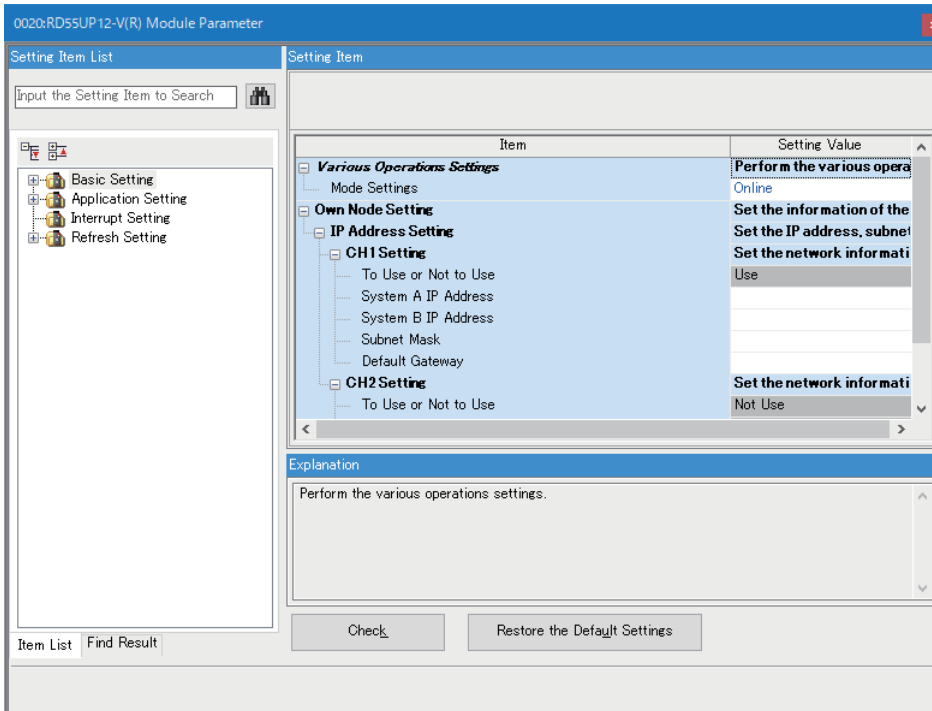 0020:RD55UP12-V(R) Module Parameter
Setting Item List
Input the Setting Item to Search
Basic Setting
Application Setting
Interrupt Setting
Refresh Setting
Item List
Find Result
Setting Item
Item Setting Value
Various Operations Settings Perform the various opera
Mode Settings Online
Own Node Setting Set the information of the
IP Address Setting Set the IP address, subnet
CH1 Setting Set the network informati
To Use or Not to Use Use
System A IP Address
System B IP Address
Subnet Mask
Default Gateway
CH2 Setting Set the network informati
To Use or Not to Use Not Use
Explanation
Perform the various operations settings.
Check Restore the Default Settings